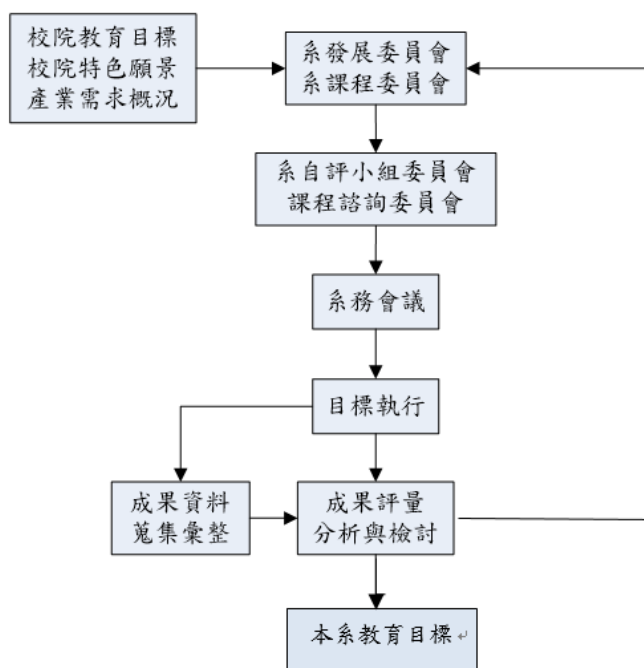 校院教育目標
校院特色願景
產業需求概況
系發展委員會
系課程委員會
系自評小組委員會
課程諮詢委員會
系務會議
目標執行
成果資料
蒐集彙整
成果評量
分析與檢討
本系教育目標